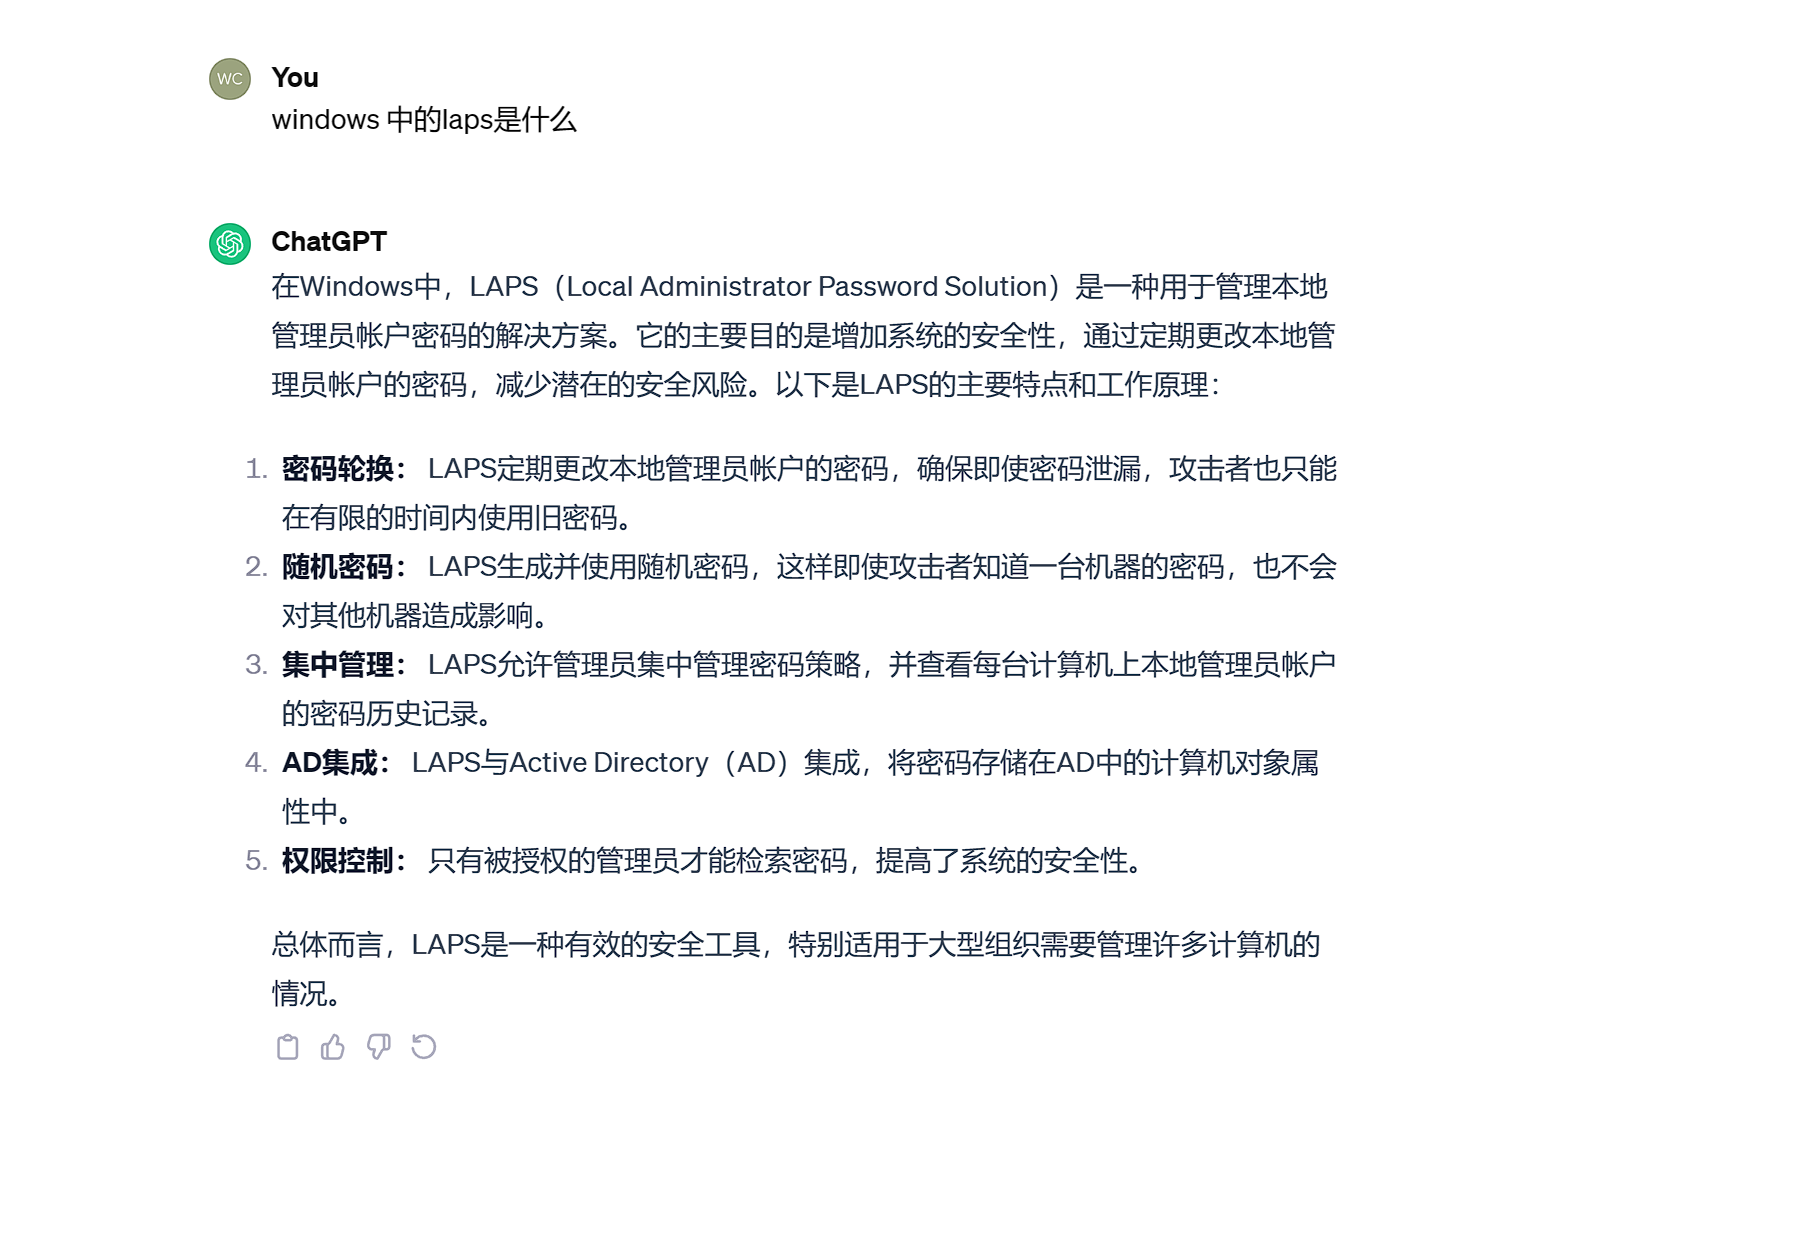 WC
You
windows 中的laps是什么
ChatGPT
在Windows中，LAPS（Local Administrator Password Solution）是一种用于管理本地
管理员帐户密码的解决方案。它的主要目的是增加系统的安全性，通过定期更改本地管
理员帐户的密码，减少潜在的安全风险。以下是LAPS的主要特点和工作原理：
1. 密码轮换： LAPS定期更改本地管理员帐户的密码，确保即使密码泄漏，攻击者也只能
在有限的时间内使用旧密码。
2. 随机密码： LAPS生成并使用随机密码，这样即使攻击者知道一台机器的密码，也不会
对其他机器造成影响。
3. 集中管理： LAPS允许管理员集中管理密码策略，并查看每台计算机上本地管理员帐户
的密码历史记录。
4. AD集成： LAPS与Active Directory（AD）集成，将密码存储在AD中的计算机对象属
性中。
5. 权限控制： 只有被授权的管理员才能检索密码，提高了系统的安全性。
总体而言，LAPS是一种有效的安全工具，特别适用于大型组织需要管理许多计算机的
情况。